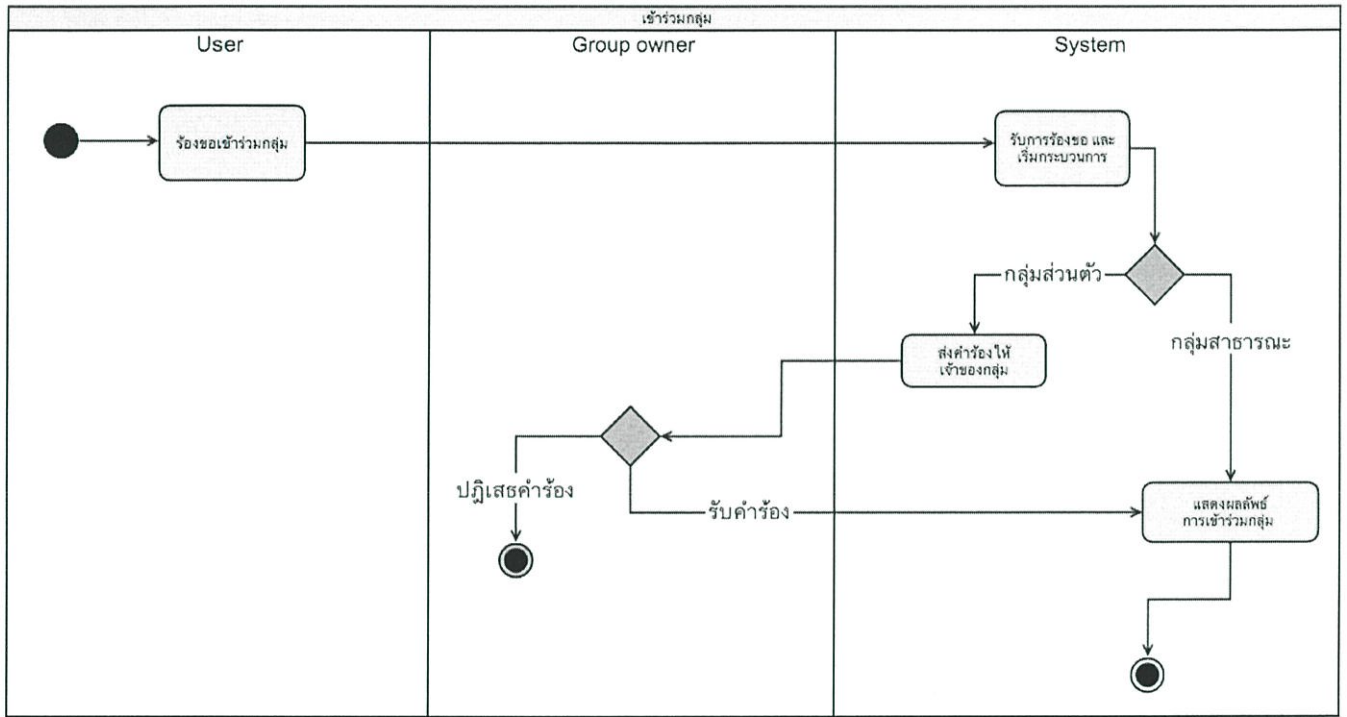 เข้าร่วมกลุ่ม
User
Group owner
System
ร้องขอเข้าร่วมกลุ่ม
รับการร้องขอ และ
เริ่มกระบวนการ
กลุ่มส่วนตัว
กลุ่มสาธารณะ
ส่งคำร้องให้
เจ้าของกลุ่ม
ปฎิเสธคำร้อง
รับคำร้อง
แสดงผลลัพธ์
การเข้าร่วมกลุ่ม